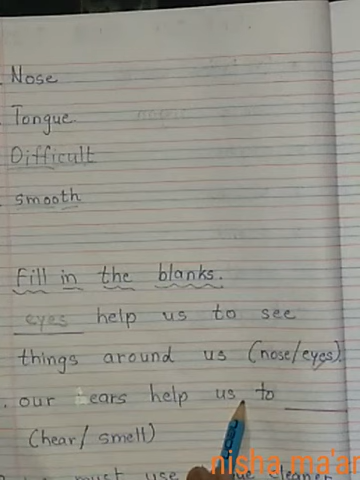 Nose
Tongue
Difficult
smooth
Fill in the blanks.
eyes help us to see
things around us (nose/eyes).
our ears help us to
(hear/ smell)
must use
cleaner
nisha ma'am